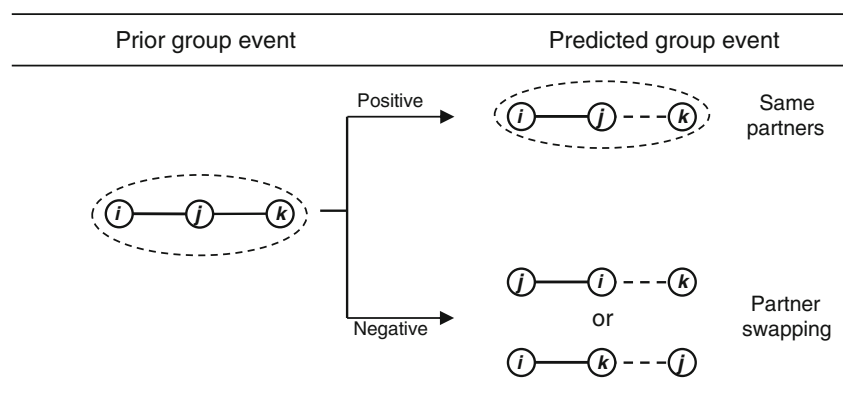 Prior group event
Predicted group event
Positive
i j k
Same
partners
i j k
j i k
Negative
or
Partner
swapping
i k j